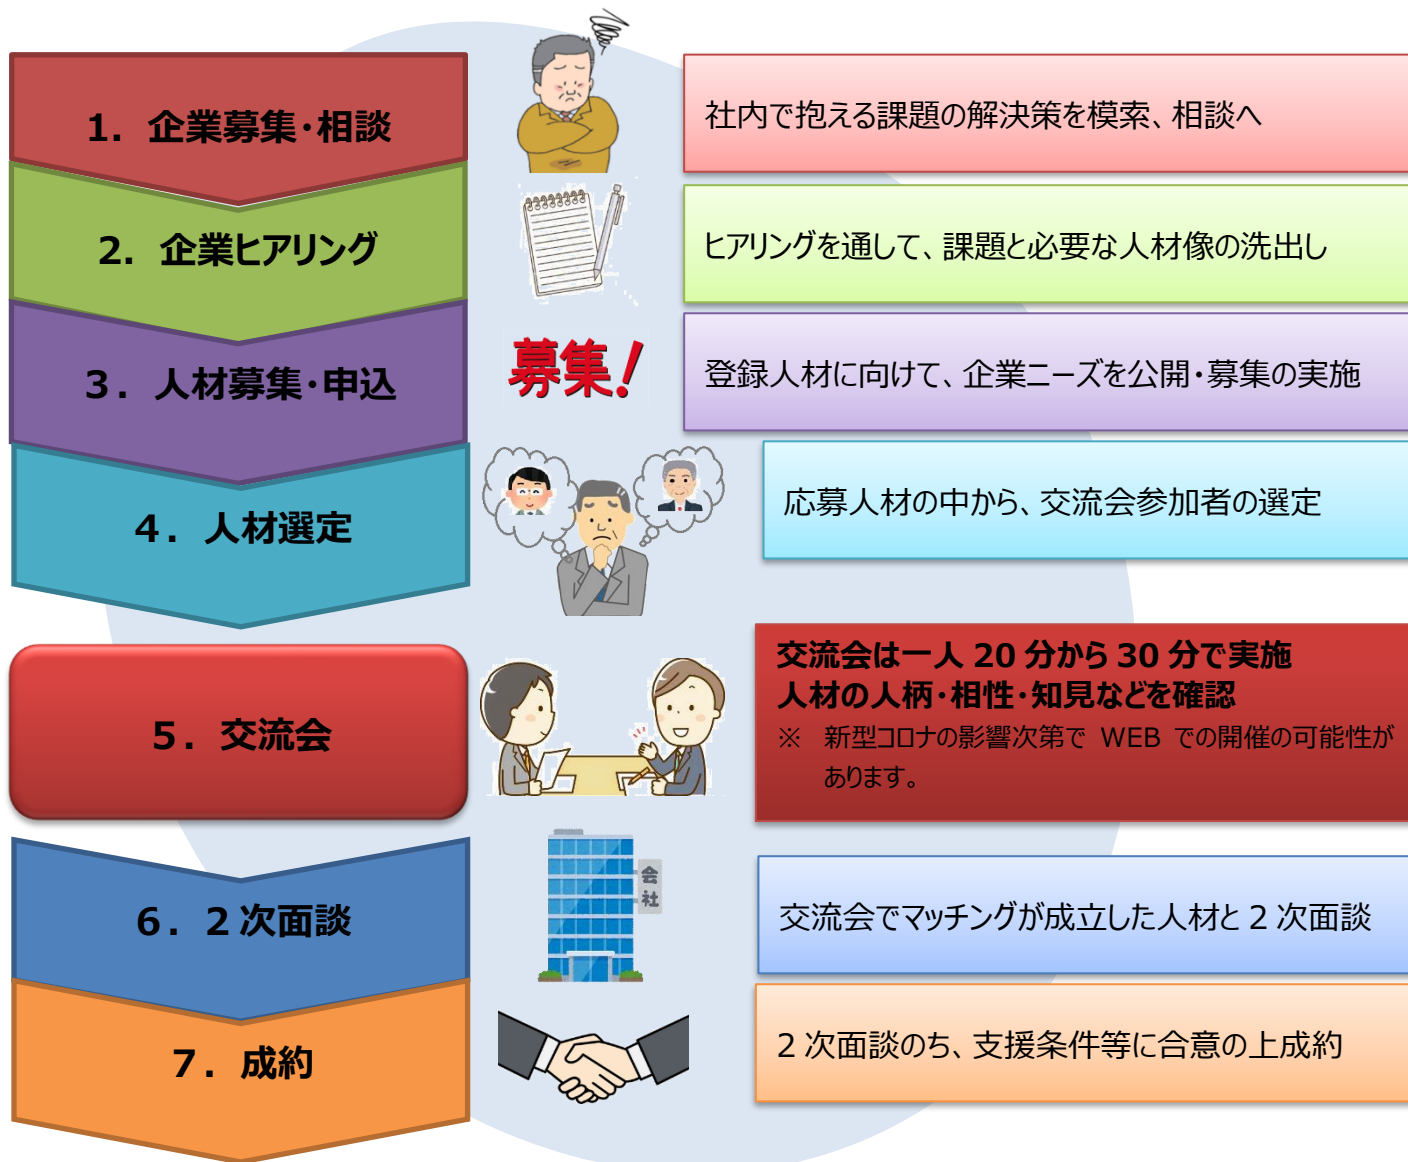 1．企業募集・相談
社内で抱える課題の解決策を模索、相談へ
2．企業ヒアリング
ヒアリングを通して、課題と必要な人材像の洗出し
3．人材募集・申込
募集！
登録人材に向けて、企業ニーズを公開・募集の実施
4．人材選定
応募人材の中から、交流会参加者の選定
5．交流会
交流会は一人 20 分から 30 分で実施
人材の人柄・相性・知見などを確認
※　新型コロナの影響次第で WEB での開催の可能性が
あります。
会社
6．2 次面談
交流会でマッチングが成立した人材と 2 次面談
7．成約
2 次面談のち、支援条件等に合意の上成約